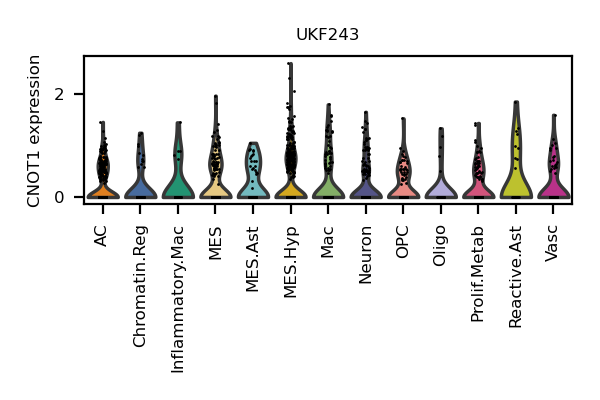 UKF243
CNOT1 expression
2
0
AC
Chromatin.Reg
Inflammatory.Mac
MES
MES.Ast
MES.Hyp
Mac
Neuron
OPC
Oligo
Prolif.Metab
Reactive.Ast
Vasc